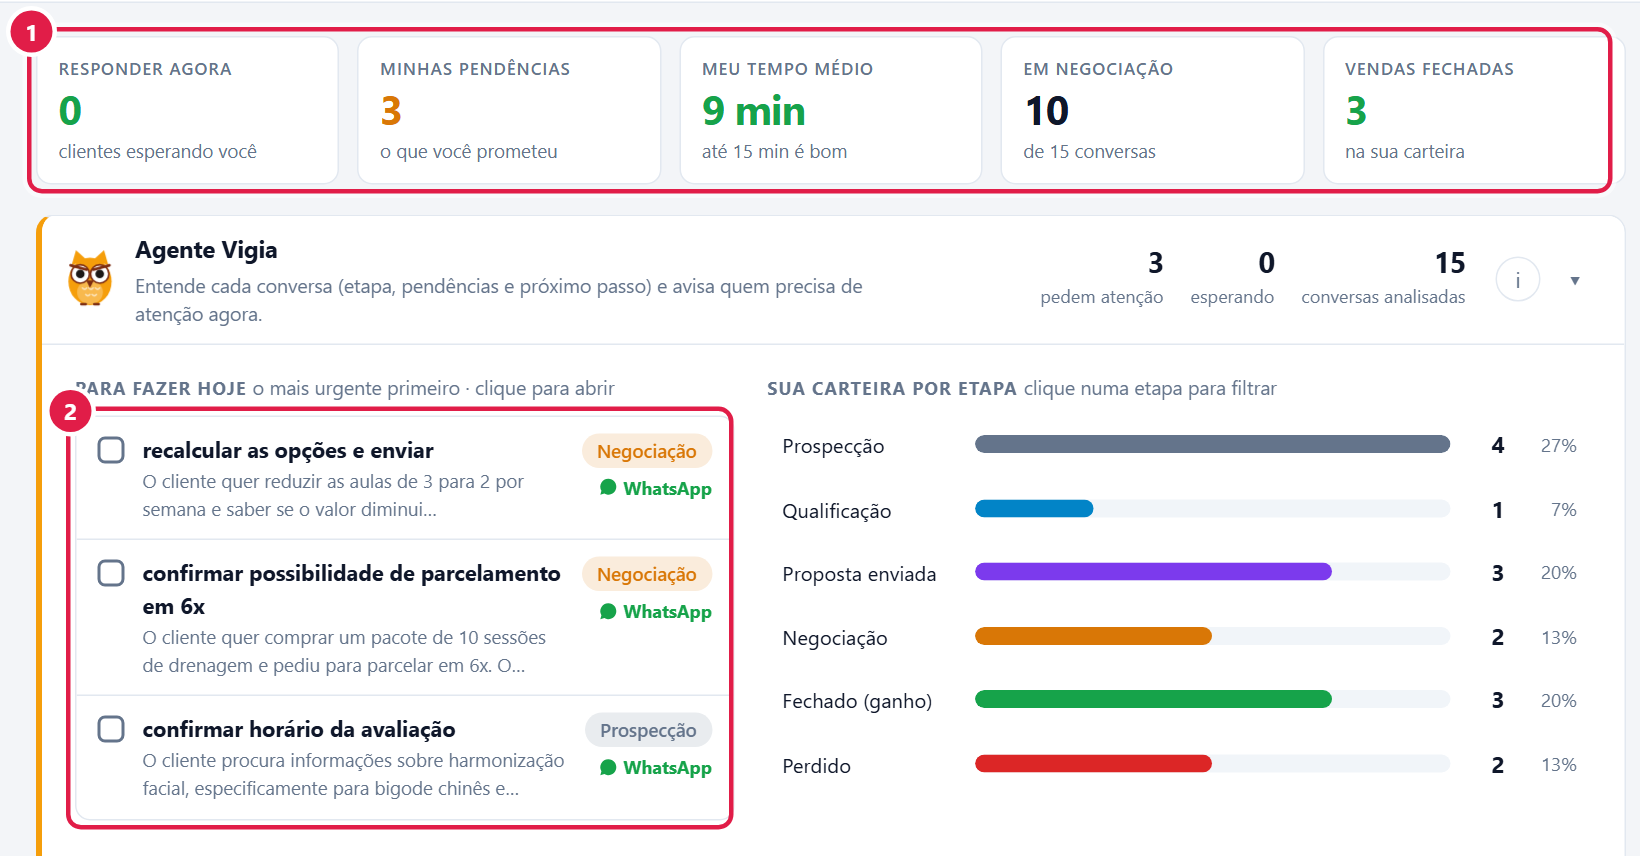 1
RESPONDER AGORA
0
clientes esperando você
MINHAS PENDÊNCIAS
3
o que você prometeu
MEU TEMPO MÉDIO
9 min
até 15 min é bom
EM NEGOCIAÇÃO
10
de 15 conversas
VENDAS FECHADAS
3
na sua carteira
Agente Vigia
Entende cada conversa (etapa, pendências e próximo passo) e avisa quem precisa de
atenção agora.
3
pedem atenção
0
esperando
15
conversas analisadas
i
PARA FAZER HOJE o mais urgente primeiro · clique para abrir
2
recalcular as opções e enviar
O cliente quer reduzir as aulas de 3 para 2 por
semana e saber se o valor diminui...
Negociação
WhatsApp
confirmar possibilidade de parcelamento
em 6x
O cliente quer comprar um pacote de 10 sessões
de drenagem e pediu para parcelar em 6x. O...
Negociação
WhatsApp
confirmar horário da avaliação
O cliente procura informações sobre harmonização
facial, especificamente para bigode chinês e...
Prospecção
WhatsApp
SUA CARTEIRA POR ETAPA clique numa etapa para filtrar
Prospecção 4 27%
Qualificação 1 7%
Proposta enviada 3 20%
Negociação 2 13%
Fechado (ganho) 3 20%
Perdido 2 13%